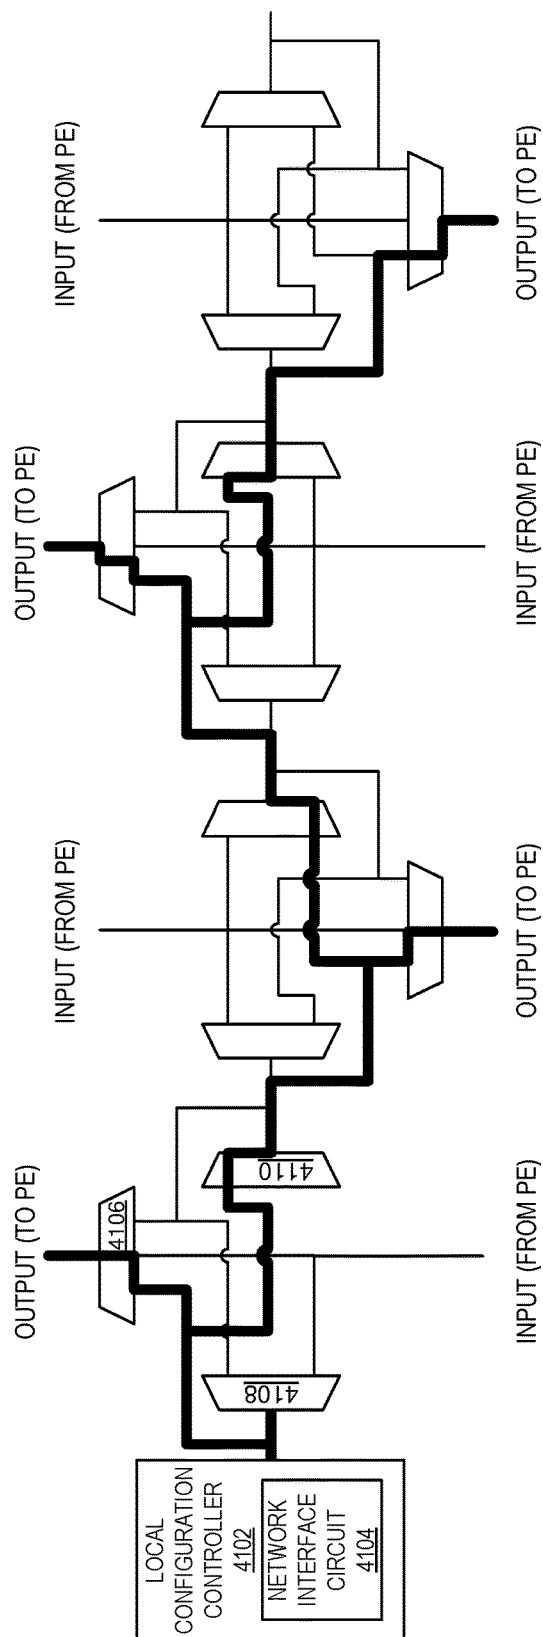 INPUT (FROM PE)
OUTPUT (TO PE)
OUTPUT (TO PE)
INPUT (FROM PE)
INPUT (FROM PE)
OUTPUT (TO PE)
OUTPUT (TO PE)
4106
4110
INPUT (FROM PE)
4108
LOCAL
CONFIGURATION
CONTROLLER
4102
NETWORK
INTERFACE
CIRCUIT
4104